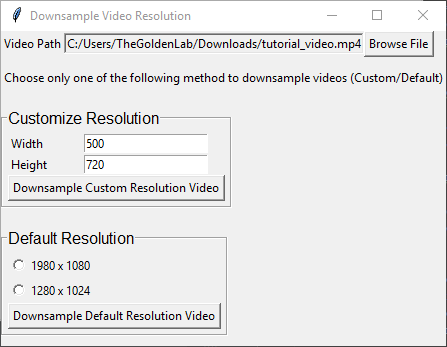 Downsample Video Resolution
Video Path C:/Users/TheGoldenLab/Downloads/tutorial_video.mp4 Browse File
Choose only one of the following method to downsample videos (Custom/Default)
Customize Resolution
Width 500
Height 720
Downsample Custom Resolution Video
Default Resolution
1980 x 1080
1280 x 1024
Downsample Default Resolution Video